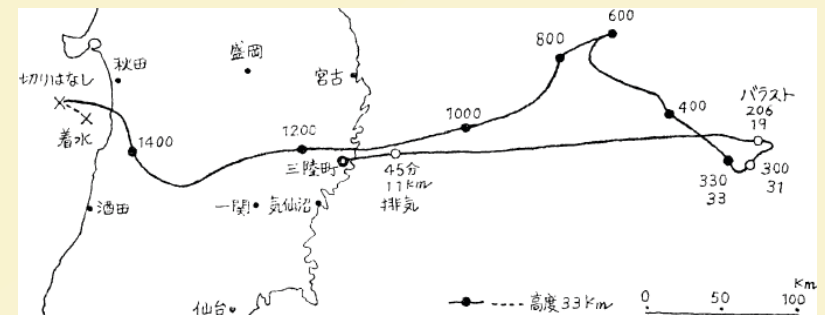 600
800
秋田
盛岡
切りはなし
宮古
1000
400
バラスト
206
19
着水
1400
1200
三陸町
45分
11km
排気
330
33
300
31
酒田
一関
気仙沼
仙台
高度33Km
0
50
100
Km